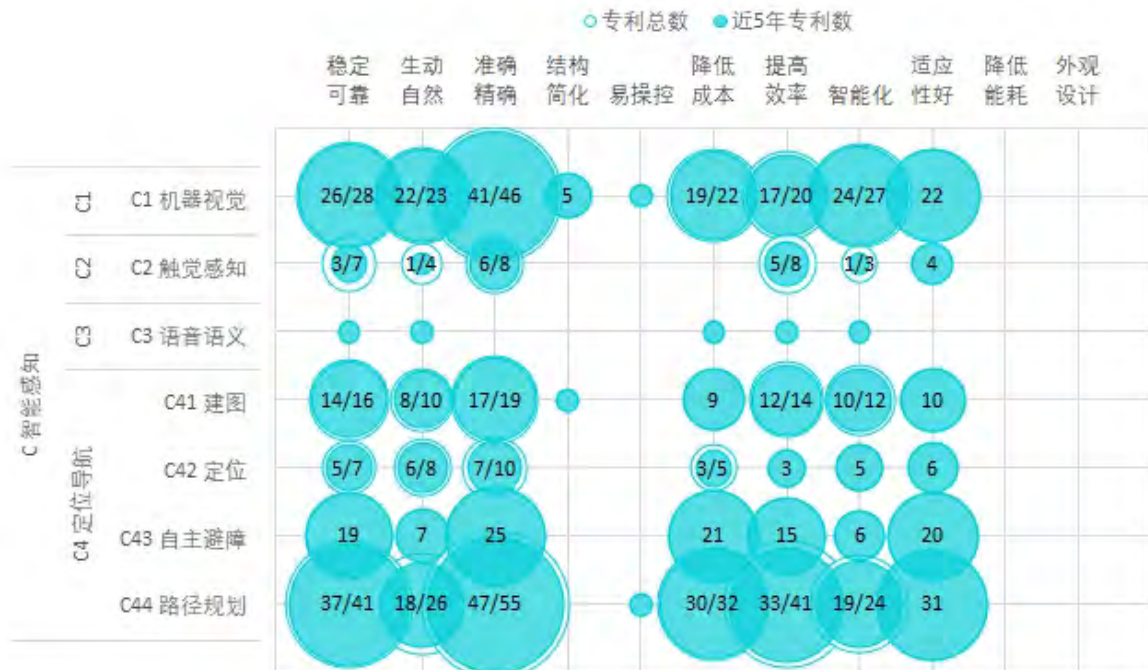 专利总数 近5年专利数
稳定可靠 生动自然 准确精确 结构简化 易操控 降低成本 提高效率 智能化 适应性好 降低能耗 外观设计
C 智能感知
C1 C1 机器视觉 26/28 22/23 41/46 5 19/22 17/20 24/27 22
C2 C2 触觉感知 3/7 1/4 6/8 5/8 1/3 4
C3 C3 语音语义
C4 定位导航
C41 建图 14/16 8/10 17/19 9 12/14 10/12 10
C42 定位 5/7 6/8 7/10 3/5 3 5 6
C43 自主避障 19 7 25 21 15 6 20
C44 路径规划 37/41 18/26 47/55 30/32 33/41 19/24 31